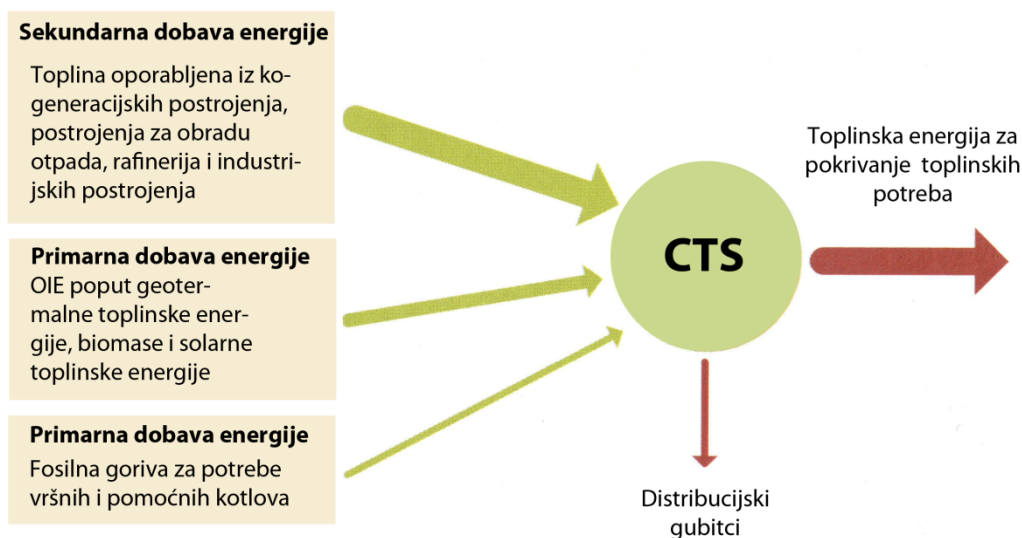 Sekundarna dobava energije
Toplina oporabljena iz ko-
generacijskih postrojenja,
postrojenja za obradu
otpada, rafinerija i industri-
jskih postrojenja
Primarna dobava energije
OIE poput geoter-
malne toplinske ener-
gije, biomase i solarne
toplinske energije
Primarna dobava energije
Fosilna goriva za potrebe
vršnih i pomoćnih kotlova
CTS
Toplinska energija za
pokrivanje toplinskih
potreba
Distribucijski
gubitci